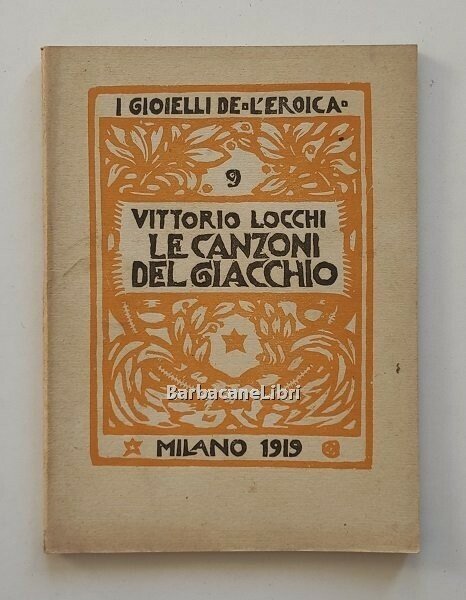 I GIOIELLI DE L'EROICA
9
VITTORIO LOCCHI
LE CANZONI
DEL GIACCHIO
BarbacaneLibri
MILANO 1919